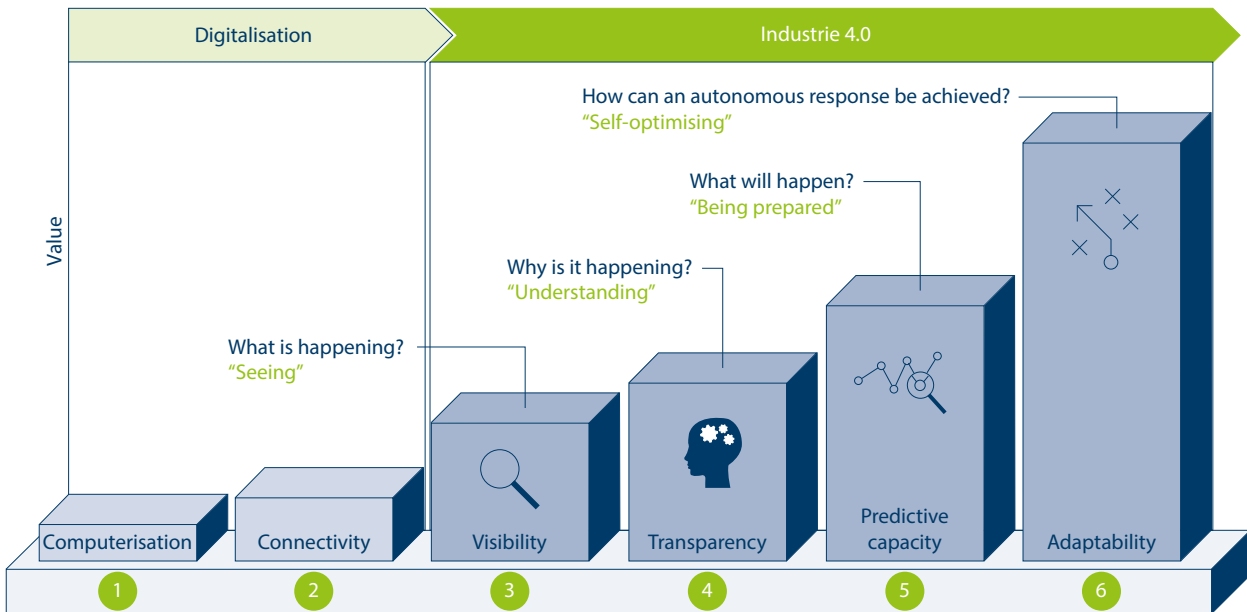 Digitalisation
Industrie 4.0
How can an autonomous response be achieved?
“Self-optimising”
What will happen?
“Being prepared”
Value
Why is it happening?
“Understanding”
What is happening?
“Seeing”
Computerisation
Connectivity
Visibility
Transparency
Predictive
capacity
Adaptability
1
2
3
4
5
6